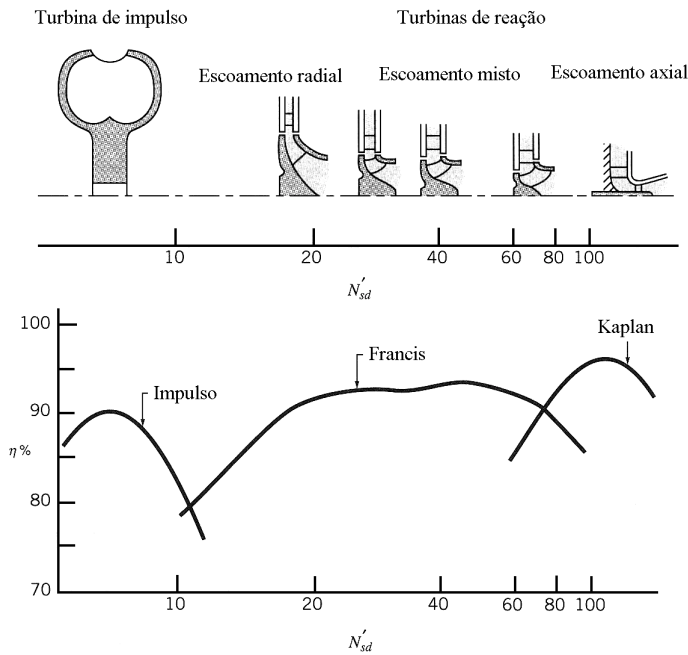 Turbina de impulso
Turbinas de reação
Escoamento radial
Escoamento misto
Escoamento axial
10 20 40 60 80 100
N'sd
100
90
80
70
η%
Impulso
Francis
Kaplan
10 20 40 60 80 100
N'sd